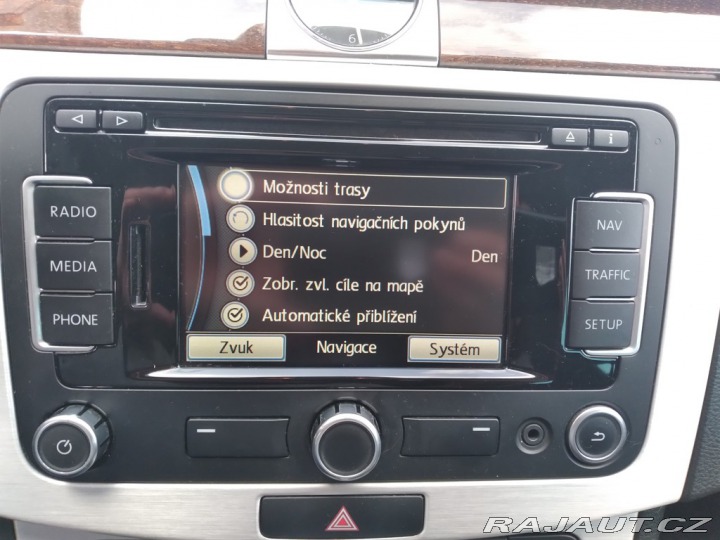 6
i
RADIO
MEDIA
PHONE
Možnosti trasy
Hlasitost navigačních pokynů
Den/Noc Den
Zobr. zvl. cíle na mapě
Automatické přiblížení
Zvuk Navigace Systém
NAV
TRAFFIC
SETUP
RAJAUT.CZ